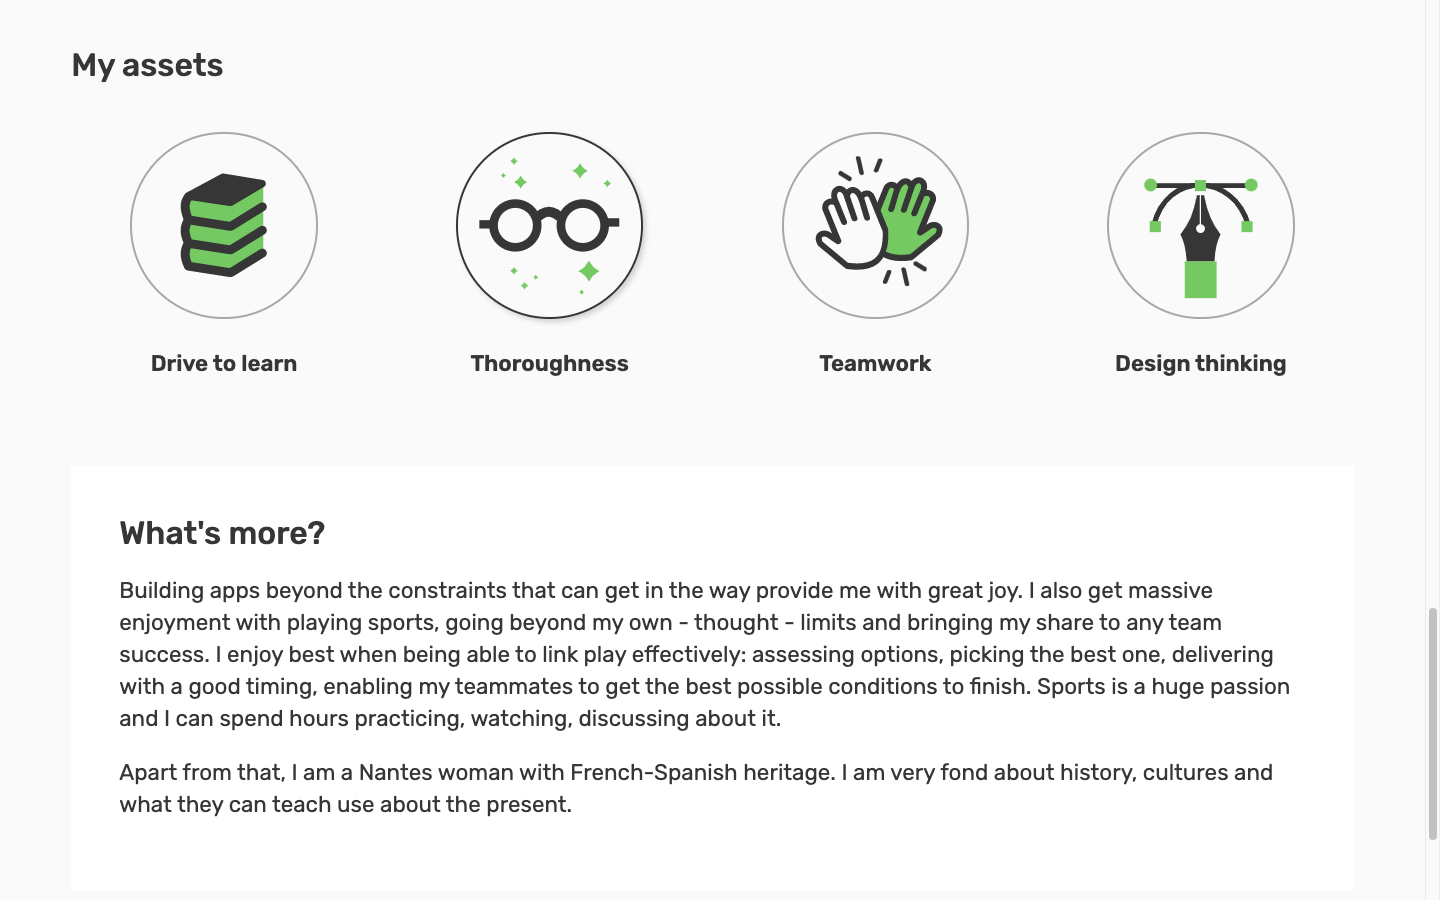 My assets
Drive to learn
Thoroughness
Teamwork
Design thinking
What's more?
Building apps beyond the constraints that can get in the way provide me with great joy. I also get massive
enjoyment with playing sports, going beyond my own - thought - limits and bringing my share to any team
success. I enjoy best when being able to link play effectively: assessing options, picking the best one, delivering
with a good timing, enabling my teammates to get the best possible conditions to finish. Sports is a huge passion
and I can spend hours practicing, watching, discussing about it.
Apart from that, I am a Nantes woman with French-Spanish heritage. I am very fond about history, cultures and
what they can teach use about the present.